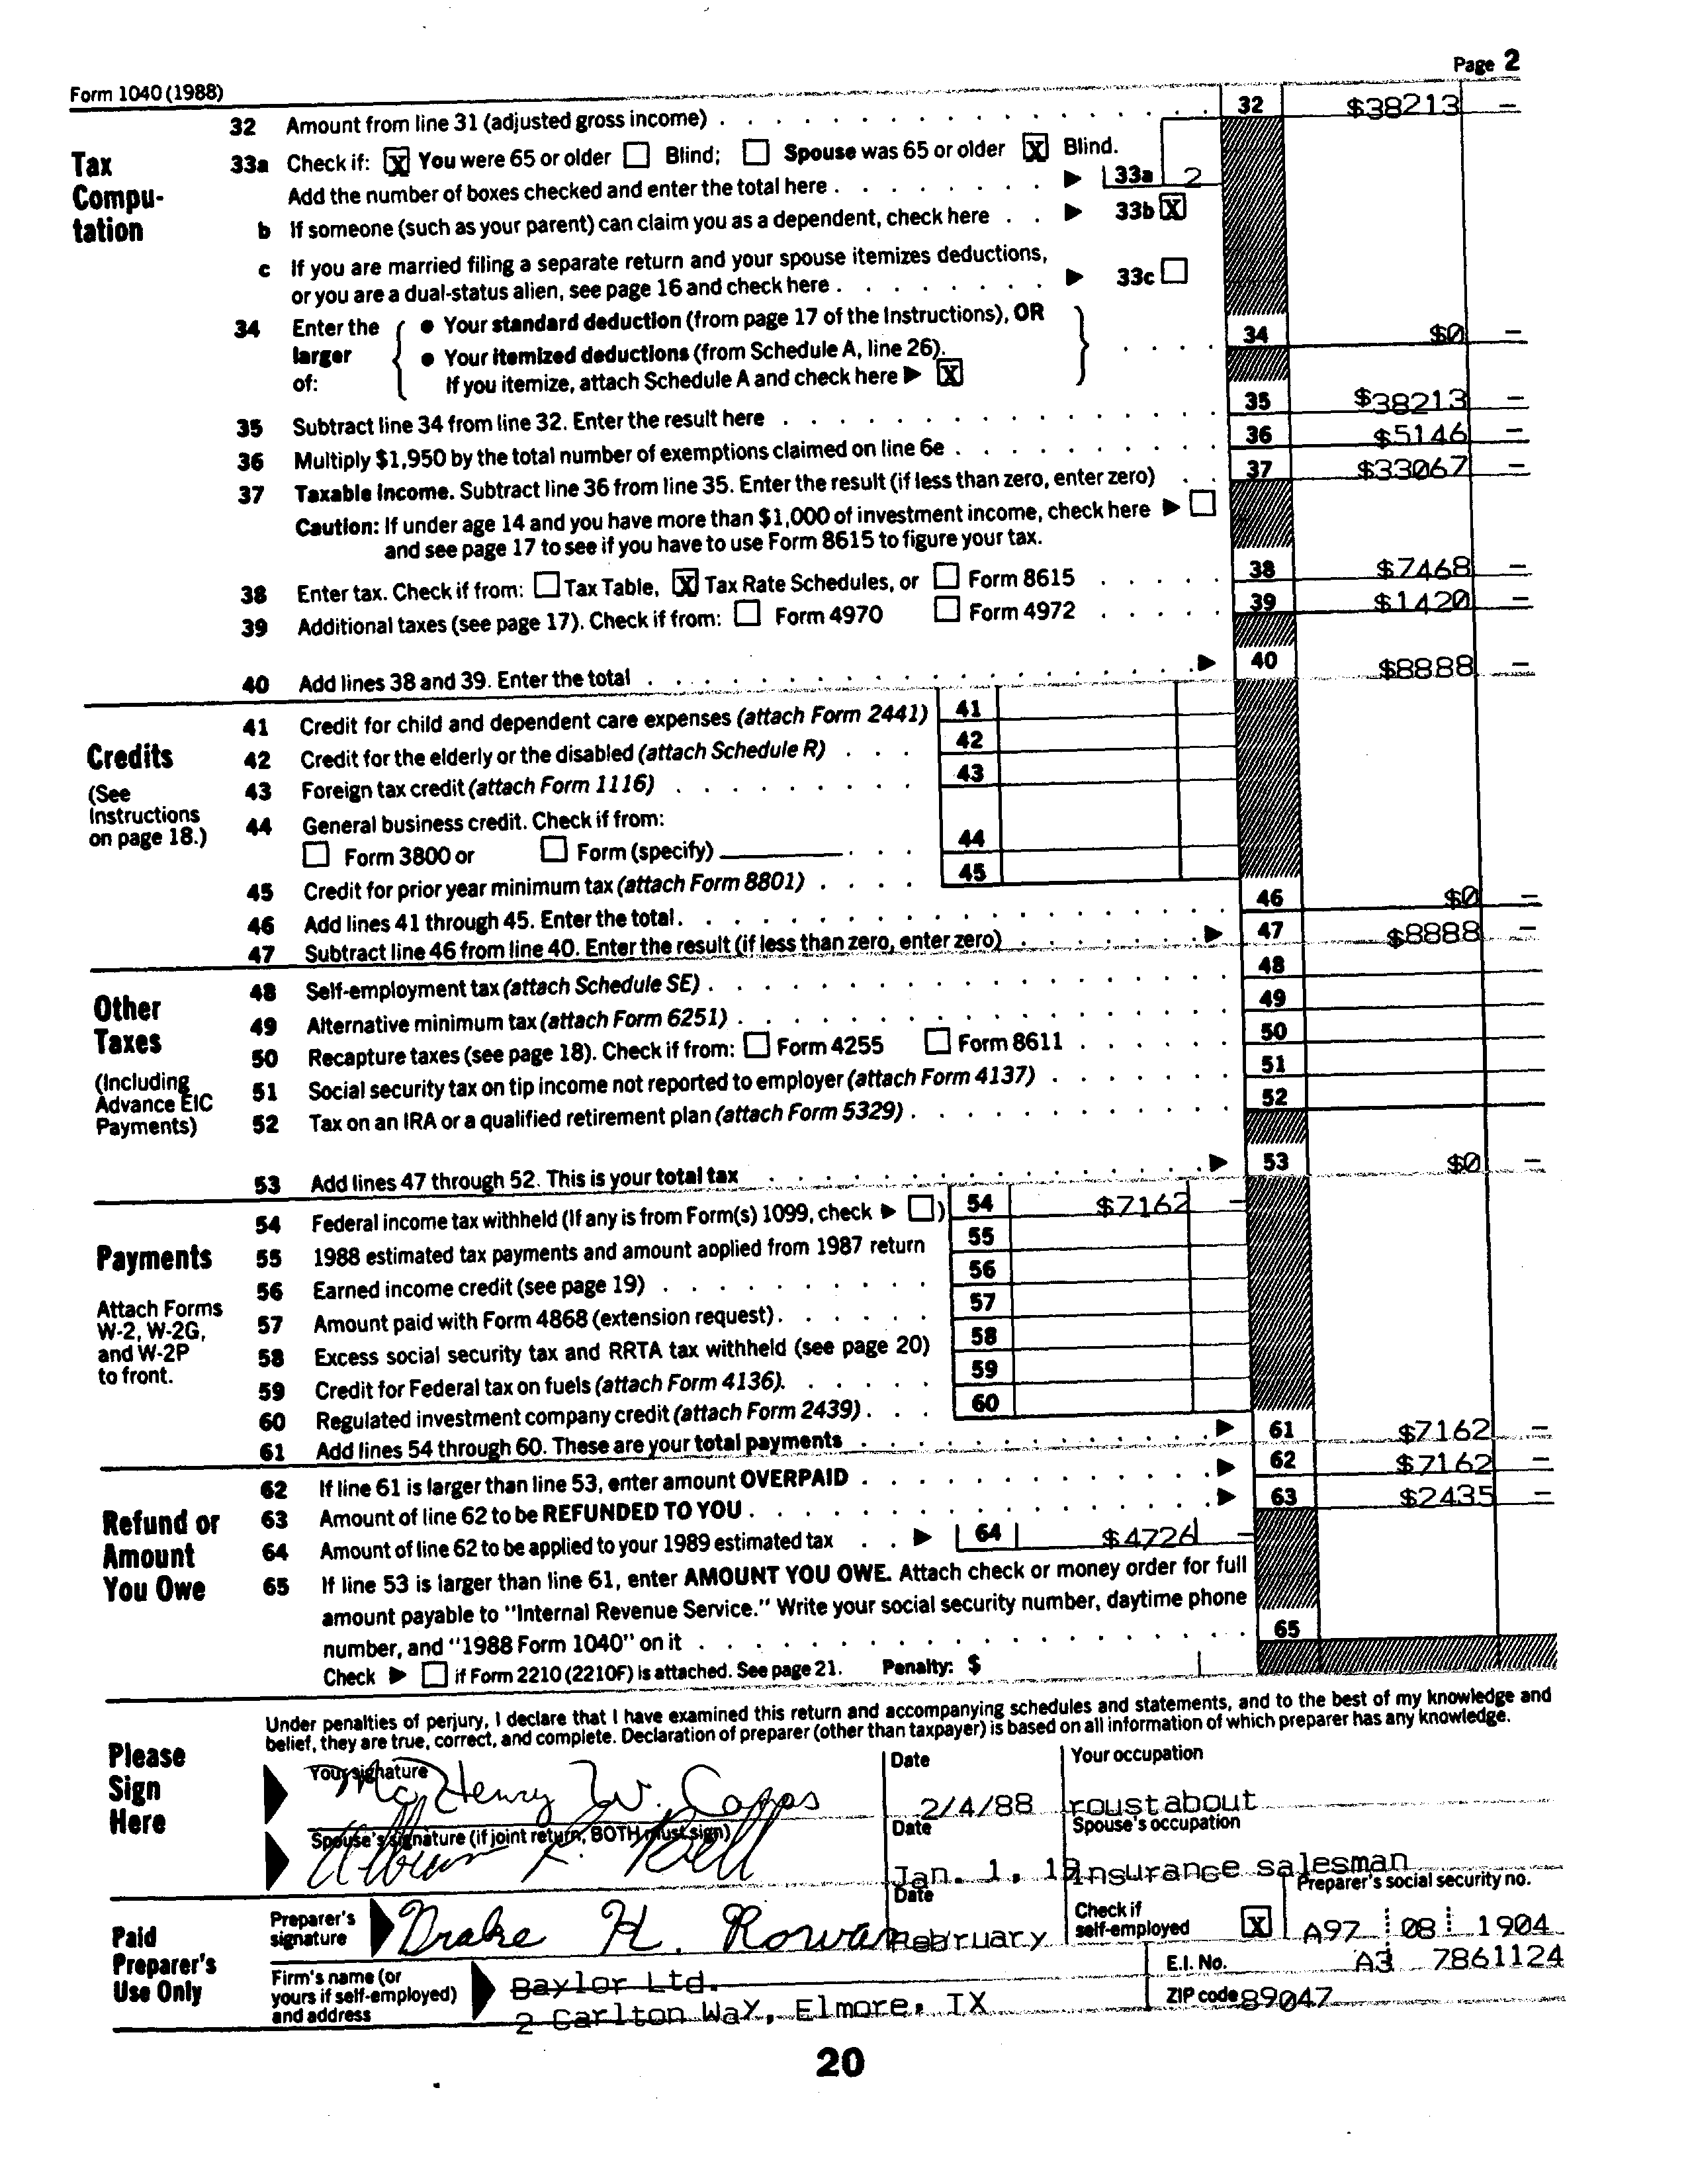 Page 2
Form 1040 (1988)
32 Amount from line 31 (adjusted gross income) . . . . 32 $38213 –
Tax Compu-tation
33a Check if: [X] You were 65 or older [ ] Blind; [ ] Spouse was 65 or older [X] Blind.
Add the number of boxes checked and enter the total here . . . . ▶ 33a 2
b If someone (such as your parent) can claim you as a dependent, check here . . ▶ 33b [X]
c If you are married filing a separate return and your spouse itemizes deductions,
or you are a dual-status alien, see page 16 and check here . . . . ▶ 33c [ ]
34 Enter the larger of: { ● Your standard deduction (from page 17 of the Instructions), OR
● Your itemized deductions (from Schedule A, line 26).
If you itemize, attach Schedule A and check here ▶ [X] } . . . . 34 $0 –
35 Subtract line 34 from line 32. Enter the result here . . . . 35 $38213 –
36 Multiply $1,950 by the total number of exemptions claimed on line 6e . . . . 36 $5146 –
37 Taxable income. Subtract line 36 from line 35. Enter the result (if less than zero, enter zero) . . 37 $33067 –
Caution: If under age 14 and you have more than $1,000 of investment income, check here ▶ [ ]
and see page 17 to see if you have to use Form 8615 to figure your tax.
38 Enter tax. Check if from: [ ] Tax Table, [X] Tax Rate Schedules, or [ ] Form 8615 . . . . 38 $7468 –
39 Additional taxes (see page 17). Check if from: [ ] Form 4970 [ ] Form 4972 . . . . 39 $1420 –
40 Add lines 38 and 39. Enter the total . . . . ▶ 40 $8888 –
Credits
(See Instructions on page 18.)
41 Credit for child and dependent care expenses (attach Form 2441) 41
42 Credit for the elderly or the disabled (attach Schedule R) . . . 42
43 Foreign tax credit (attach Form 1116) . . . . 43
44 General business credit. Check if from:
[ ] Form 3800 or [ ] Form (specify) ________ . . . 44
45 Credit for prior year minimum tax (attach Form 8801) . . . . 45
46 Add lines 41 through 45. Enter the total . . . . 46 $0 –
47 Subtract line 46 from line 40. Enter the result (if less than zero, enter zero) . . . . ▶ 47 $8888 –
Other Taxes
(Including Advance EIC Payments)
48 Self-employment tax (attach Schedule SE) . . . . 48
49 Alternative minimum tax (attach Form 6251) . . . . 49
50 Recapture taxes (see page 18). Check if from: [ ] Form 4255 [ ] Form 8611 . . . . 50
51 Social security tax on tip income not reported to employer (attach Form 4137) . . . . 51
52 Tax on an IRA or a qualified retirement plan (attach Form 5329) . . . . 52
53 Add lines 47 through 52. This is your total tax . . . . ▶ 53 $0 –
Payments
Attach Forms W-2, W-2G, and W-2P to front.
54 Federal income tax withheld (If any is from Form(s) 1099, check ▶ [ ]) 54 $7162 –
55 1988 estimated tax payments and amount applied from 1987 return 55
56 Earned income credit (see page 19) . . . . 56
57 Amount paid with Form 4868 (extension request) . . . . 57
58 Excess social security tax and RRTA tax withheld (see page 20) 58
59 Credit for Federal tax on fuels (attach Form 4136). . . . 59
60 Regulated investment company credit (attach Form 2439) . . . 60
61 Add lines 54 through 60. These are your total payments . . . . ▶ 61 $7162 –
Refund or Amount You Owe
62 If line 61 is larger than line 53, enter amount OVERPAID . . . . ▶ 62 $7162 –
63 Amount of line 62 to be REFUNDED TO YOU . . . . ▶ 63 $2435 –
64 Amount of line 62 to be applied to your 1989 estimated tax . . ▶ 64 $4726 –
65 If line 53 is larger than line 61, enter AMOUNT YOU OWE. Attach check or money order for full
amount payable to "Internal Revenue Service." Write your social security number, daytime phone
number, and "1988 Form 1040" on it . . . . 65
Check ▶ [ ] if Form 2210 (2210F) is attached. See page 21. Penalty: $
Please Sign Here
Under penalties of perjury, I declare that I have examined this return and accompanying schedules and statements, and to the best of my knowledge and
belief, they are true, correct, and complete. Declaration of preparer (other than taxpayer) is based on all information of which preparer has any knowledge.
Your signature Mc Henry W. Capps Date 2/4/88 Your occupation roustabout
Spouse's signature (if joint return, BOTH must sign) Bell Date Jan. 1, 19 Spouse's occupation insurance salesman
Paid Preparer's Use Only
Preparer's signature Drake H. Rowan Date February Check if self-employed [X] Preparer's social security no. A97 08 1904
Firm's name (or yours if self-employed) and address Baylor Ltd. E.I. No. A3 7861124
2 Carlton Way, Elmore, TX ZIP code 89047
20